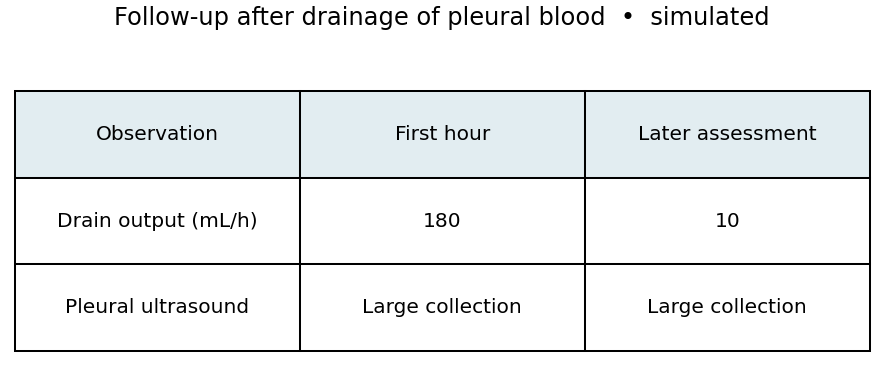 Follow-up after drainage of pleural blood • simulated
Observation First hour Later assessment
Drain output (mL/h) 180 10
Pleural ultrasound Large collection Large collection